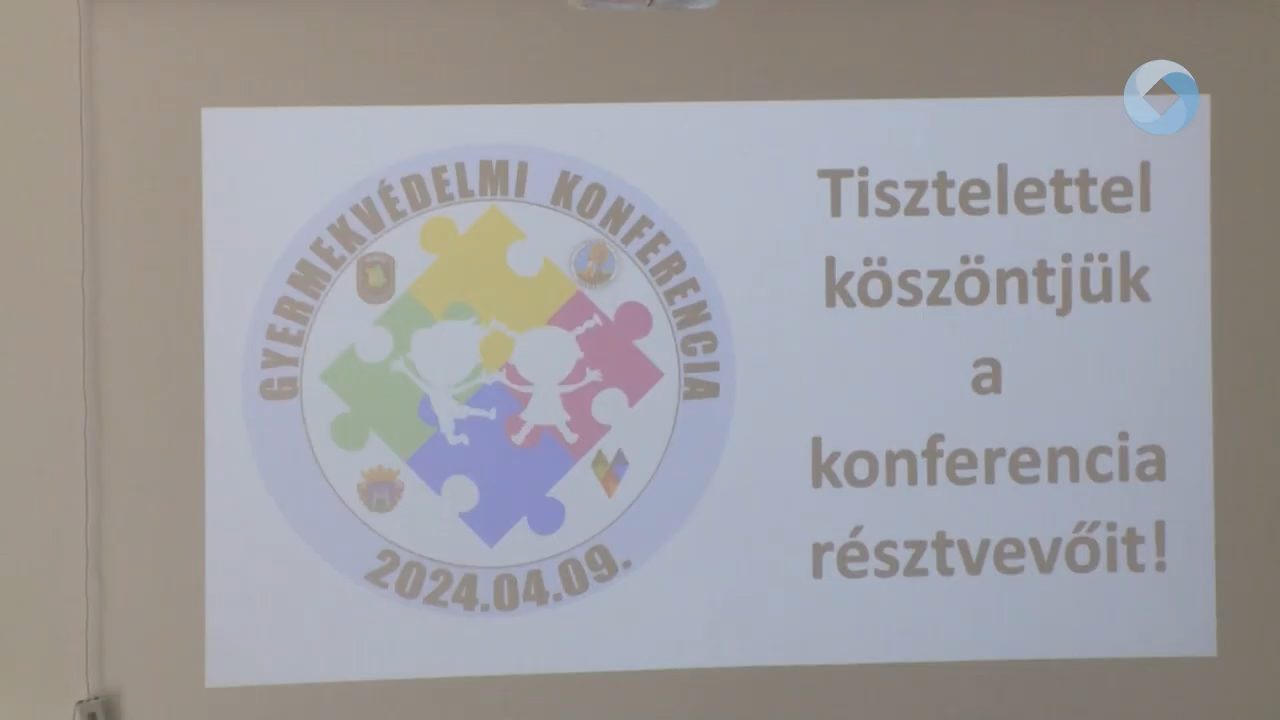 GYERMEKVÉDELMI KONFERENCIA
2024.04.09.
Tisztelettel
köszöntjük
a
konferencia
résztvevőit!